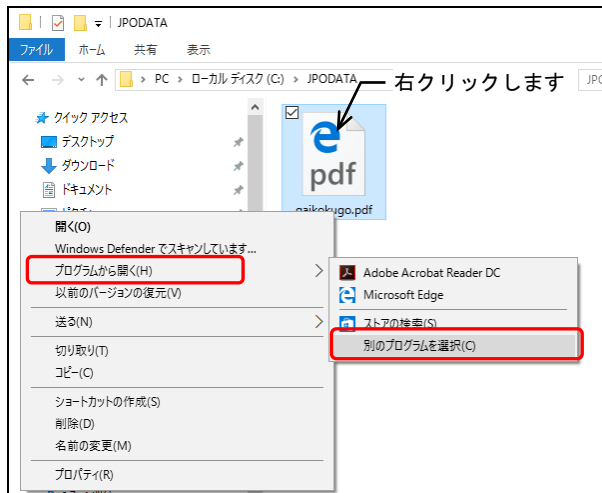 JPODATA
ファイル ホーム 共有 表示
PC > ローカル ディスク (C:) > JPODATA
右クリックします
JPO
クイック アクセス
デスクトップ
ダウンロード
ドキュメント
pdf
gaikokugo.pdf
開く(O)
Windows Defender でスキャンしています...
プログラムから開く(H)
以前のバージョンの復元(V)
送る(N)
切り取り(T)
コピー(C)
ショートカットの作成(S)
削除(D)
名前の変更(M)
プロパティ(R)
Adobe Acrobat Reader DC
Microsoft Edge
ストアの検索(S)
別のプログラムを選択(C)